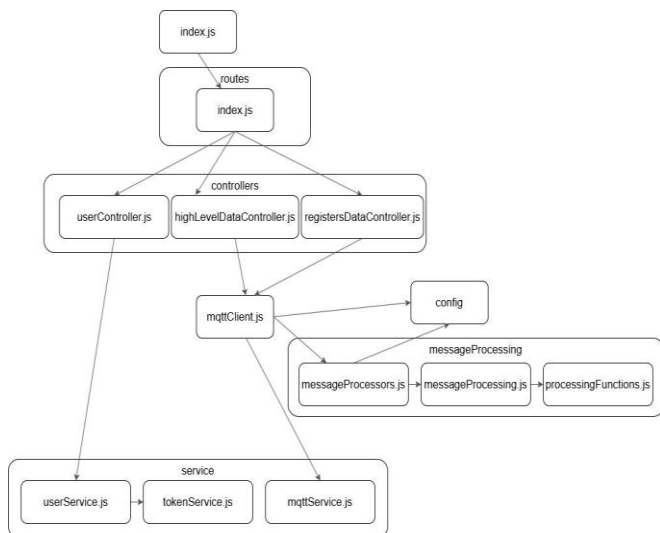 index.js
routes
index.js
controllers
userController.js
highLevelDataController.js
registersDataController.js
mqttClient.js
config
messageProcessing
messageProcessors.js
messageProcessing.js
processingFunctions.js
service
userService.js
tokenService.js
mqttService.js